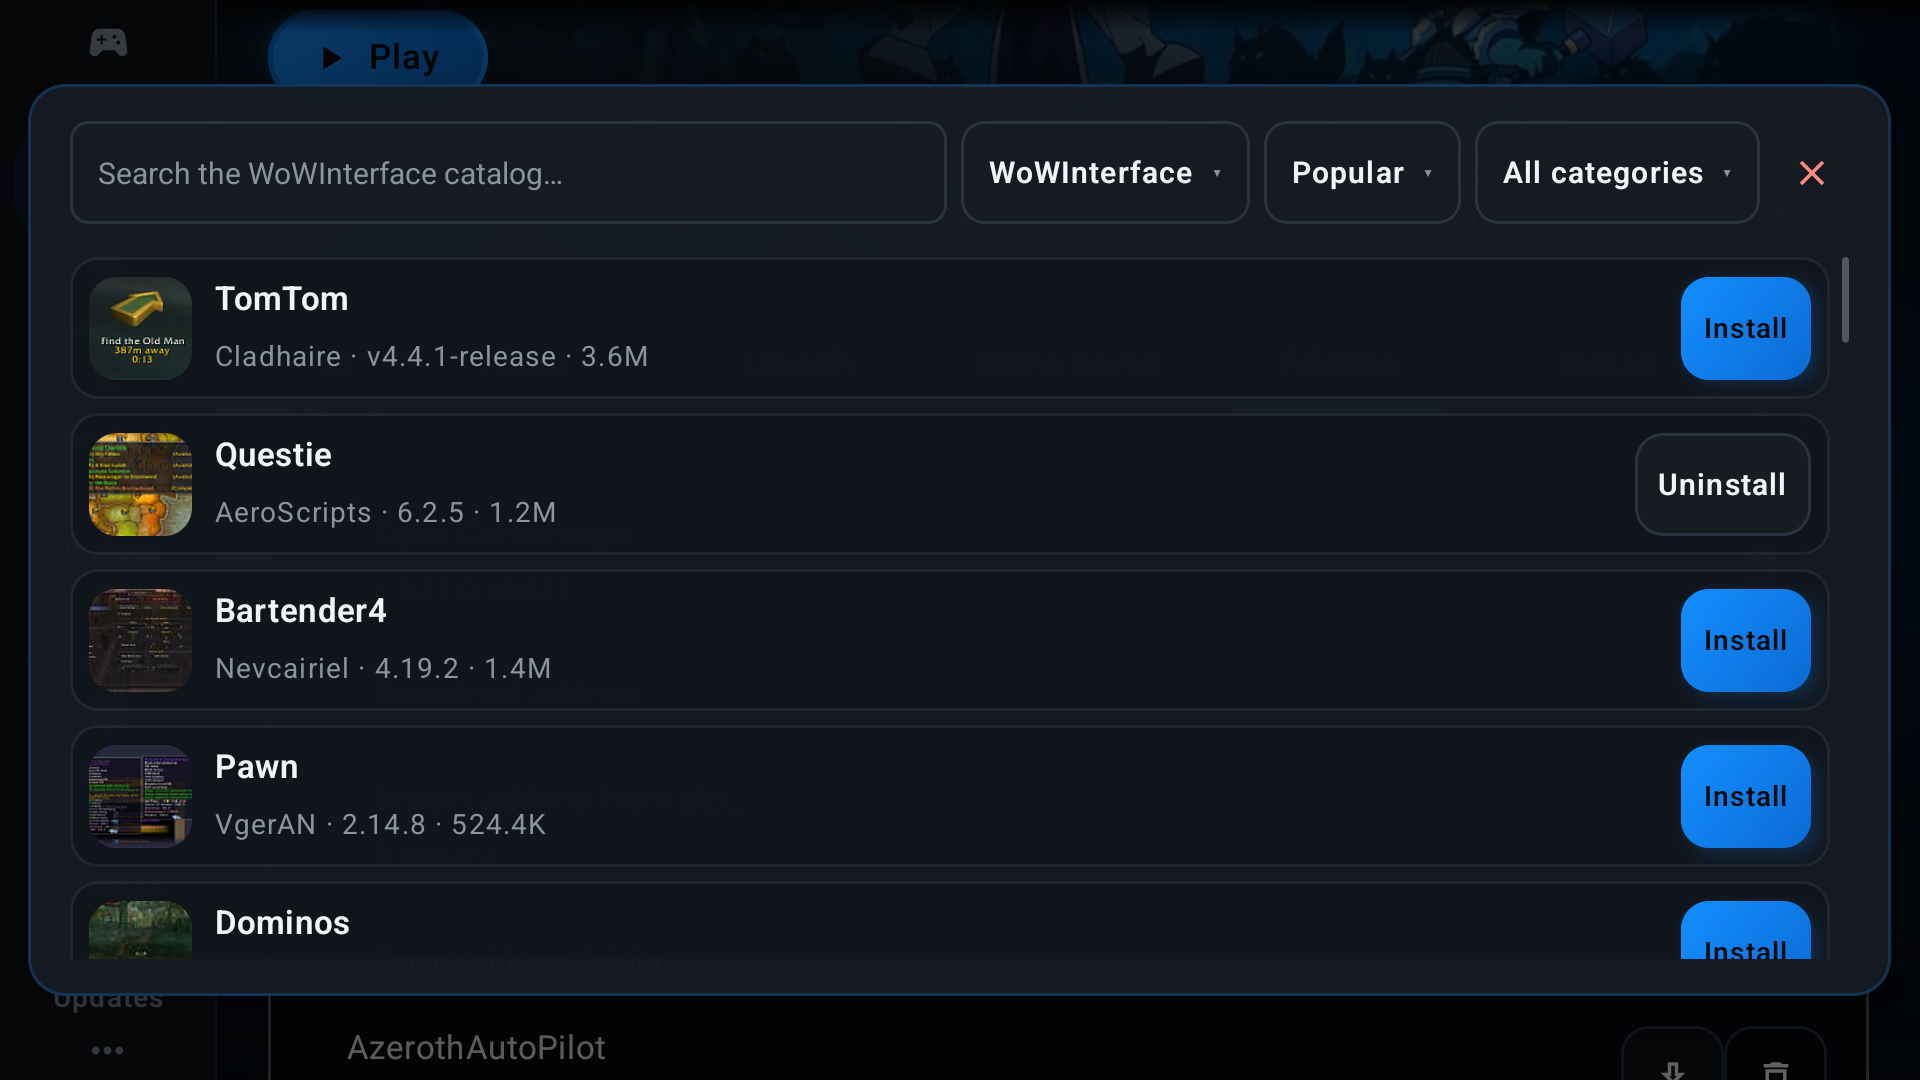 Play
Search the WoWInterface catalog...
WoWInterface
Popular
All categories
TomTom
Cladhaire · v4.4.1-release · 3.6M
Install
Find the Old Man
387m away
0:13
Questie
AeroScripts · 6.2.5 · 1.2M
Uninstall
Bartender4
Nevcairiel · 4.19.2 · 1.4M
Install
Pawn
VgerAN · 2.14.8 · 524.4K
Install
Dominos
Install
Updates
AzerothAutoPilot